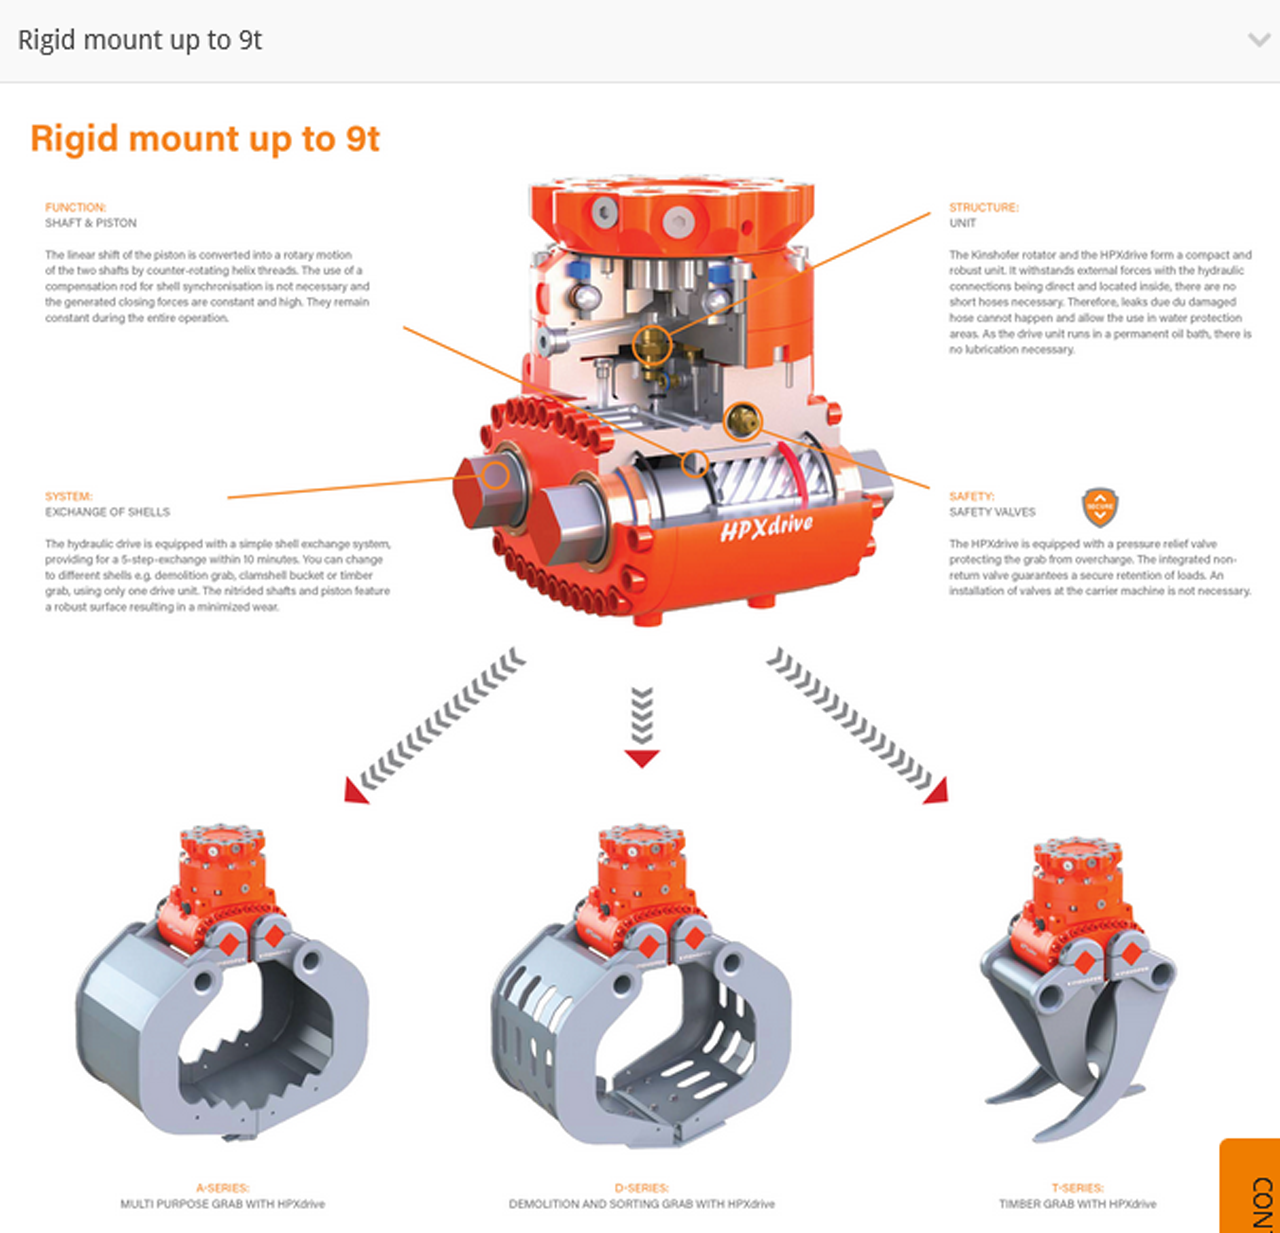 Rigid mount up to 9t
Rigid mount up to 9t
FUNCTION:
SHAFT & PISTON
The linear shift of the piston is converted into a rotary motion
of the two shafts by counter-rotating helix threads. The use of a
compensation rod for shell synchronisation is not necessary and
the generated closing forces are constant and high. They remain
constant during the entire operation.
STRUCTURE:
UNIT
The Kinshofer rotator and the HPXdrive form a compact and
robust unit. It withstands external forces with the hydraulic
connections being direct and located inside, there are no
short hoses necessary. Therefore, leaks due du damaged
hose cannot happen and allow the use in water protection
areas. As the drive unit runs in a permanent oil bath, there is
no lubrication necessary.
SYSTEM:
EXCHANGE OF SHELLS
The hydraulic drive is equipped with a simple shell exchange system,
providing for a 5-step-exchange within 10 minutes. You can change
to different shells e.g. demolition grab, clamshell bucket or timber
grab, using only one drive unit. The nitrided shafts and piston feature
a robust surface resulting in a minimized wear.
HPXdrive
SAFETY:
SAFETY VALVES
SECURE
The HPXdrive is equipped with a pressure relief valve
protecting the grab from overcharge. The integrated non-
return valve guarantees a secure retention of loads. An
installation of valves at the carrier machine is not necessary.
A-SERIES:
MULTI PURPOSE GRAB WITH HPXdrive
D-SERIES:
DEMOLITION AND SORTING GRAB WITH HPXdrive
T-SERIES:
TIMBER GRAB WITH HPXdrive
CON